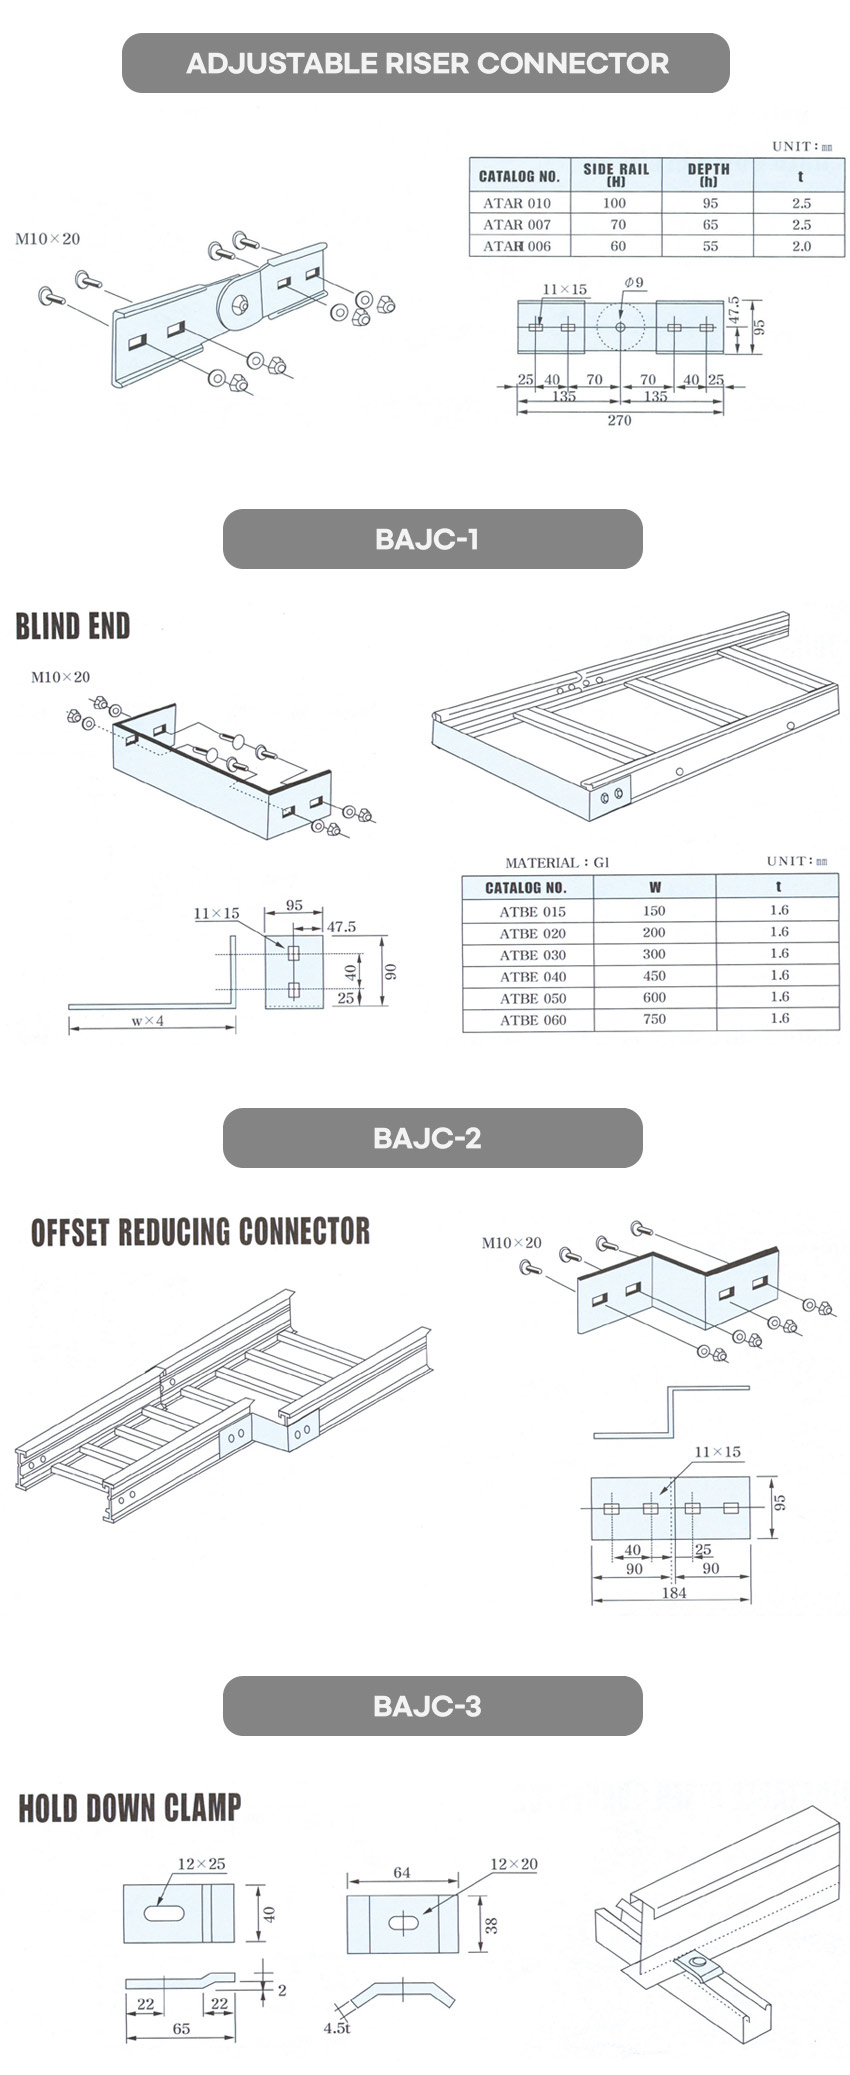 ADJUSTABLE RISER CONNECTOR
UNIT : mm
CATALOG NO. SIDE RAIL (H) DEPTH (h) t
ATAR 010 100 95 2.5
ATAR 007 70 65 2.5
ATAR 006 60 55 2.0
M10×20
11×15 Φ9
47.5
95
25 40 70 70 40 25
135 135
270
BAJC-1
BLIND END
M10×20
MATERIAL : GI UNIT : mm
CATALOG NO. W t
ATBE 015 150 1.6
ATBE 020 200 1.6
ATBE 030 300 1.6
ATBE 040 450 1.6
ATBE 050 600 1.6
ATBE 060 750 1.6
11×15 95
47.5
40
90
25
w×4
BAJC-2
OFFSET REDUCING CONNECTOR
M10×20
11×15
95
40 25
90 90
184
BAJC-3
HOLD DOWN CLAMP
12×25
40
22 22
2
65
64 12×20
38
4.5t